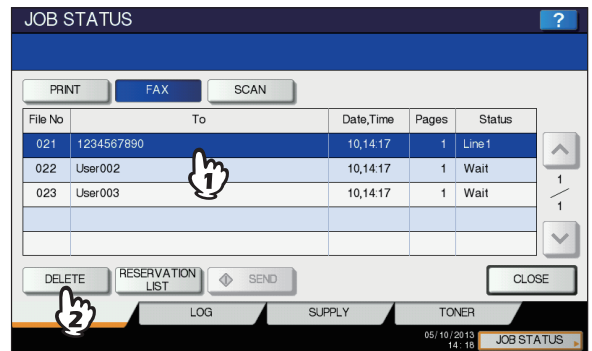 JOB STATUS ?
PRINT FAX SCAN
File No To Date,Time Pages Status
021 1234567890 10,14:17 1 Line1
022 User002 10,14:17 1 Wait
023 User003 10,14:17 1 Wait
1
1
1
DELETE RESERVATION LIST SEND CLOSE
2
LOG SUPPLY TONER
05/10/2013
14:18 JOB STATUS